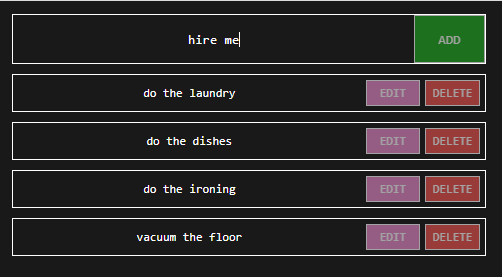 hire me ADD
do the laundry EDIT DELETE
do the dishes EDIT DELETE
do the ironing EDIT DELETE
vacuum the floor EDIT DELETE